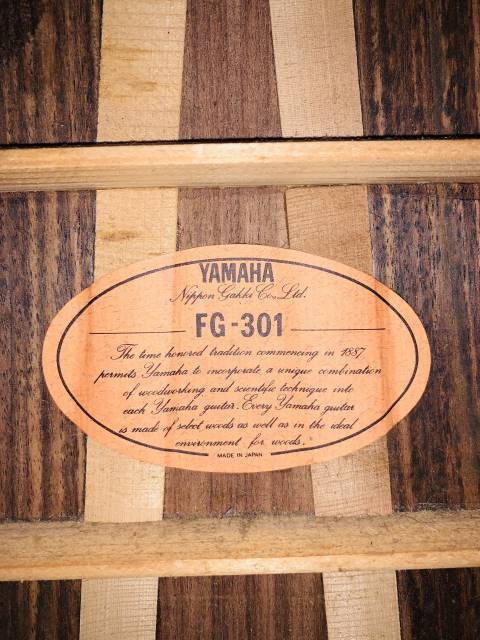 YAMAHA
Nippon Gakki Co., Ltd.
FG-301
The time honored tradition commencing in 1887
permits Yamaha to incorporate a unique combination
of woodworking and scientific technique into
each Yamaha guitar. Every Yamaha guitar
is made of select woods as well as in the ideal
environment for woods.
MADE IN JAPAN